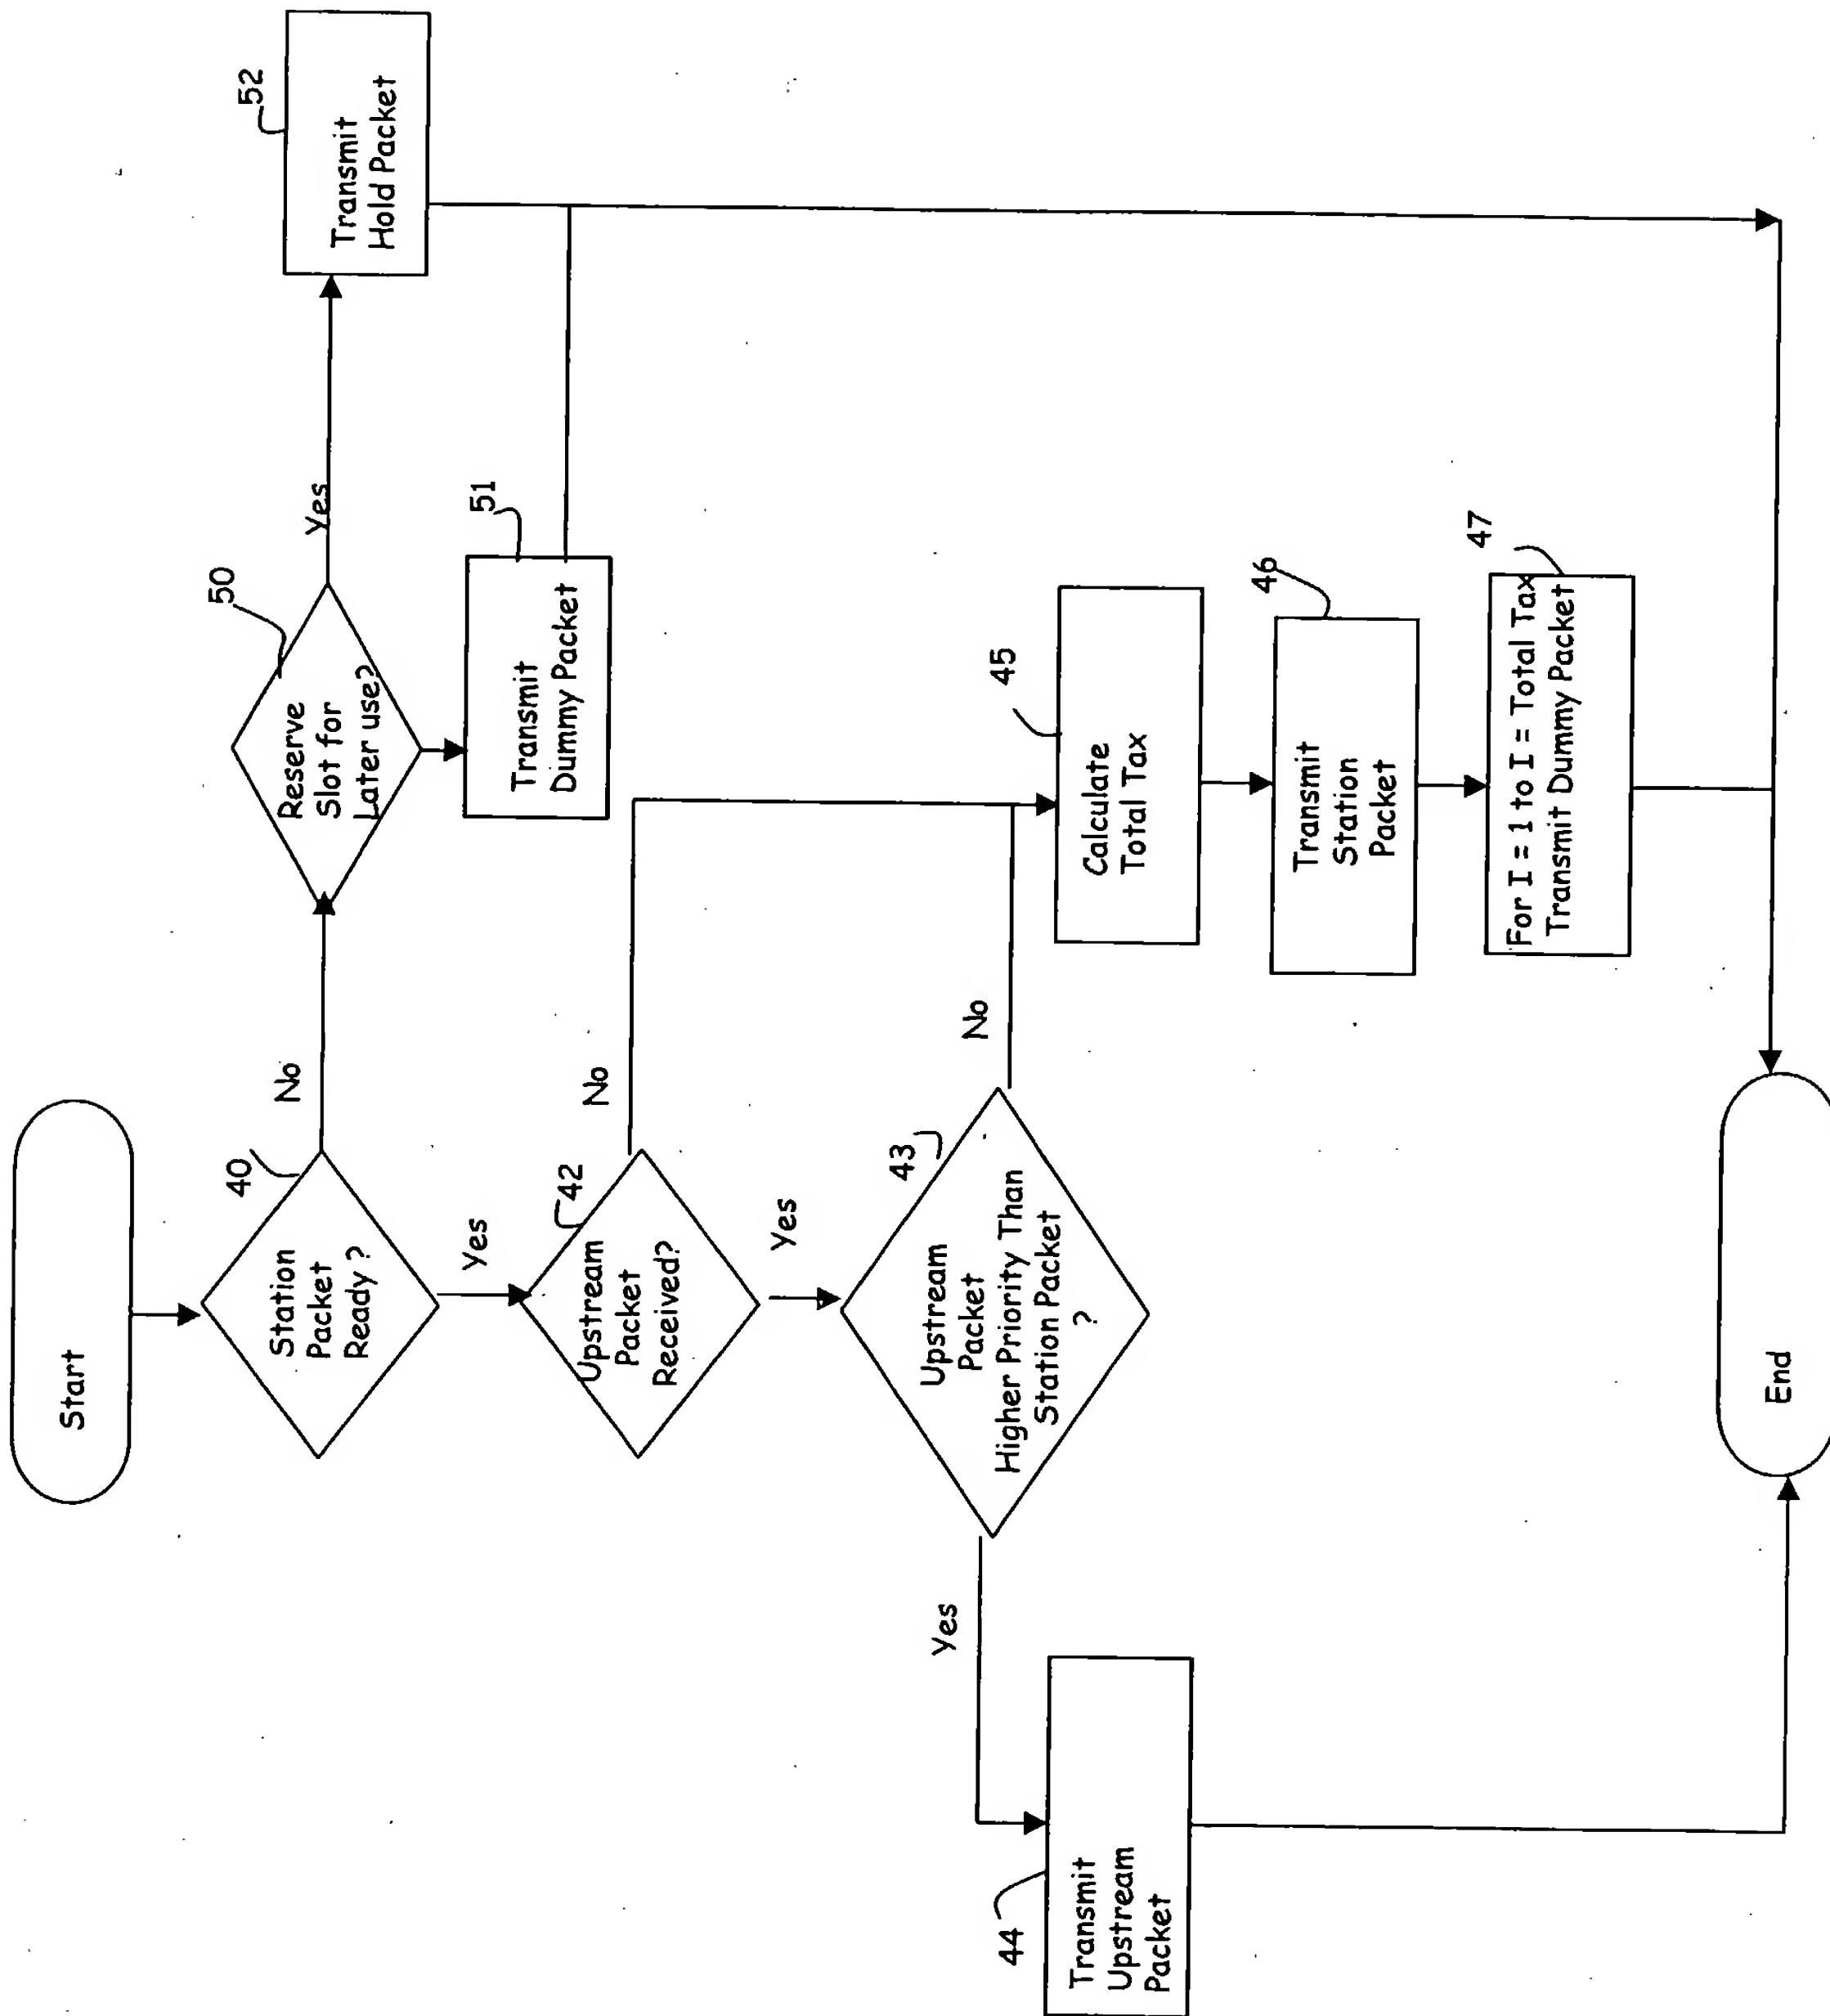 Start
40
Station
Packet
Ready?
No
Yes
50
Reserve
Slot for
Later use?
Yes
52
Transmit
Hold Packet
51
Transmit
Dummy Packet
42
Upstream
Packet
Received?
No
Yes
43
Upstream
Packet
Higher Priority Than
Station Packet
?
No
Yes
44
Transmit
Upstream
Packet
45
Calculate
Total Tax
46
Transmit
Station
Packet
47
For I = 1 to I = Total Tax
Transmit Dummy Packet
End